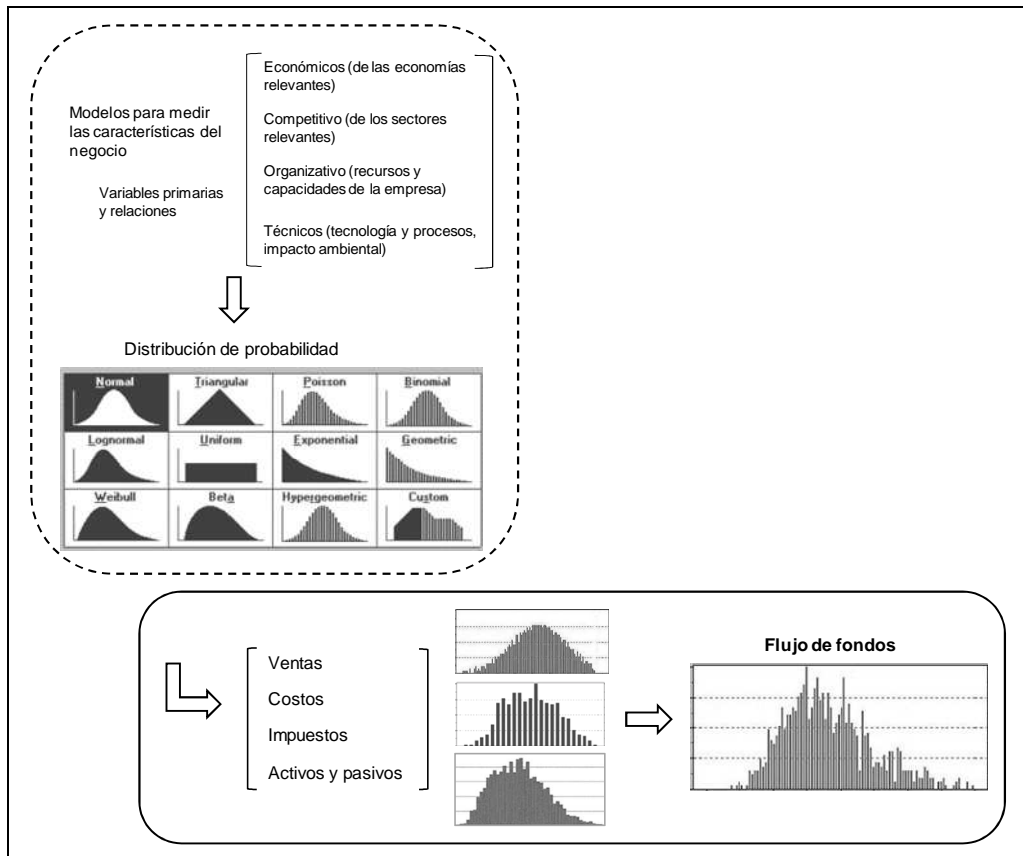 Económicos (de las economías
relevantes)
Modelos para medir
las características del
negocio
Competitivo (de los sectores
relevantes)
Variables primarias
y relaciones
Organizativo (recursos y
capacidades de la empresa)
Técnicos (tecnología y procesos,
impacto ambiental)
Distribución de probabilidad
Normal
Triangular
Poisson
Binomial
Lognormal
Uniform
Exponential
Geometric
Weibull
Beta
Hypergeometric
Custom
Ventas
Costos
Impuestos
Activos y pasivos
Flujo de fondos